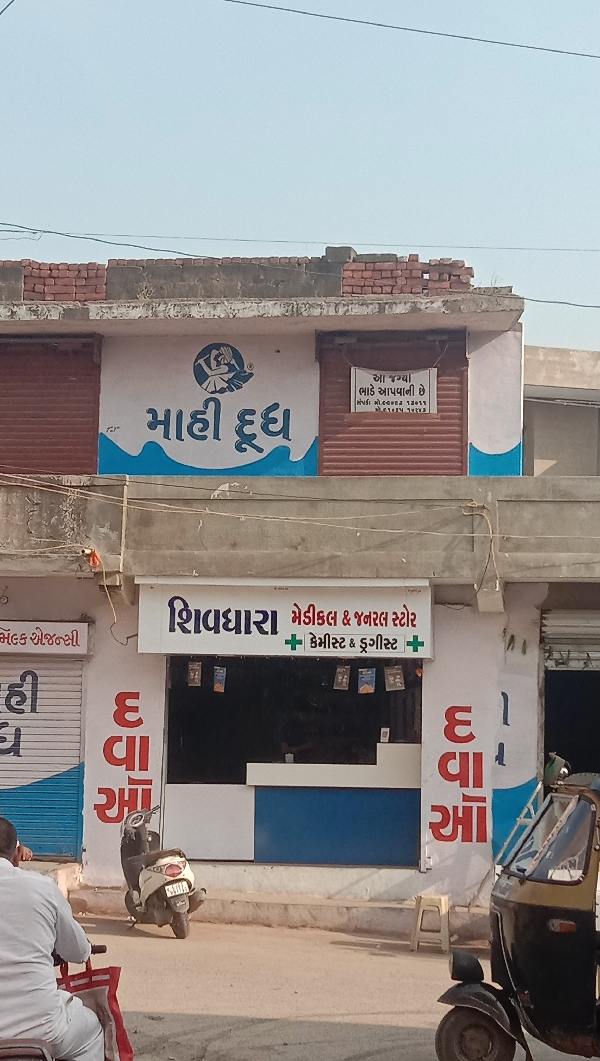 માહી દૂધ
આ જગ્યા
ભાડે આપવાની છે
શિવધારા મેડીકલ & જનરલ સ્ટોર
કેમીસ્ટ & ડ્રગીસ્ટ
મિલ્ક એજન્સી
હી
ધ
દ
વા
ઓ
દ
વા
ઓ